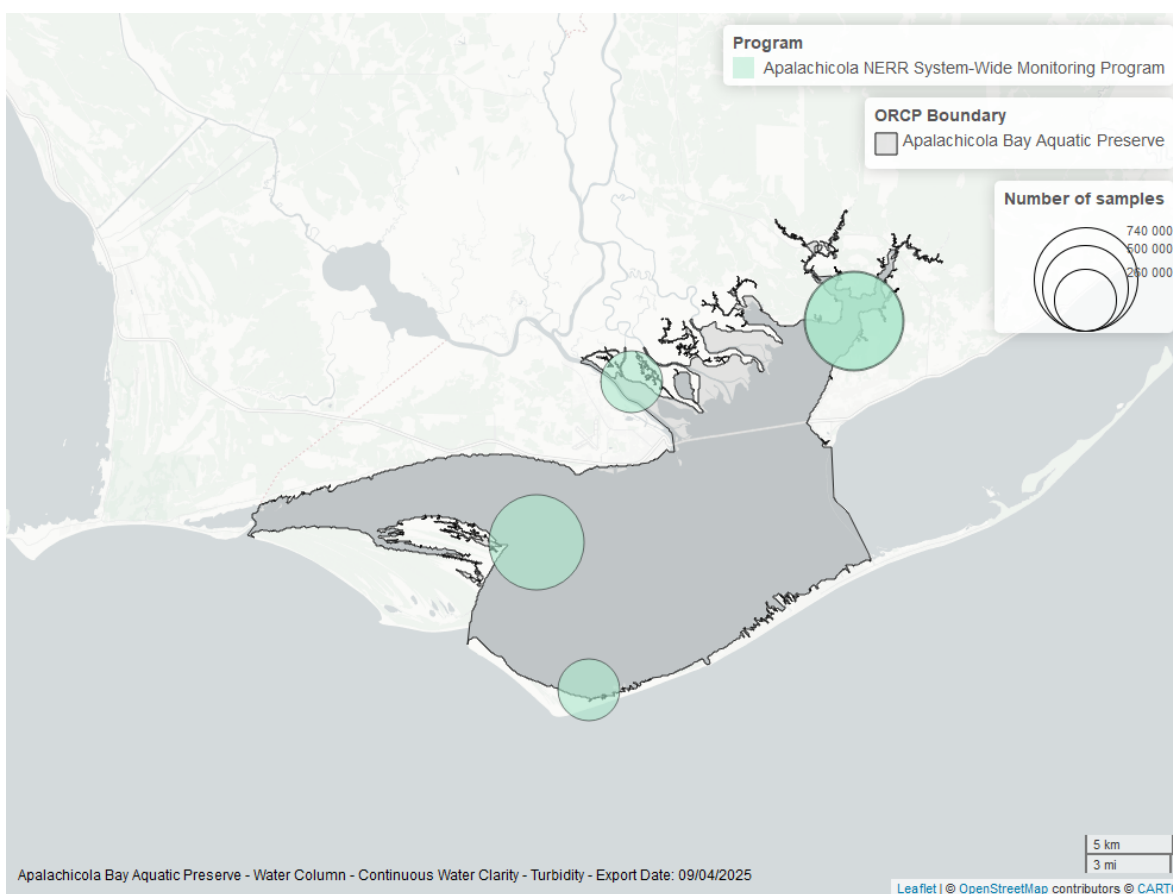 Program
Apalachicola NERR System-Wide Monitoring Program
ORCP Boundary
Apalachicola Bay Aquatic Preserve
Number of samples
740 000
500 000
260 000
5 km
3 mi
Apalachicola Bay Aquatic Preserve - Water Column - Continuous Water Clarity - Turbidity - Export Date: 09/04/2025
Leaflet | © OpenStreetMap contributors © CART